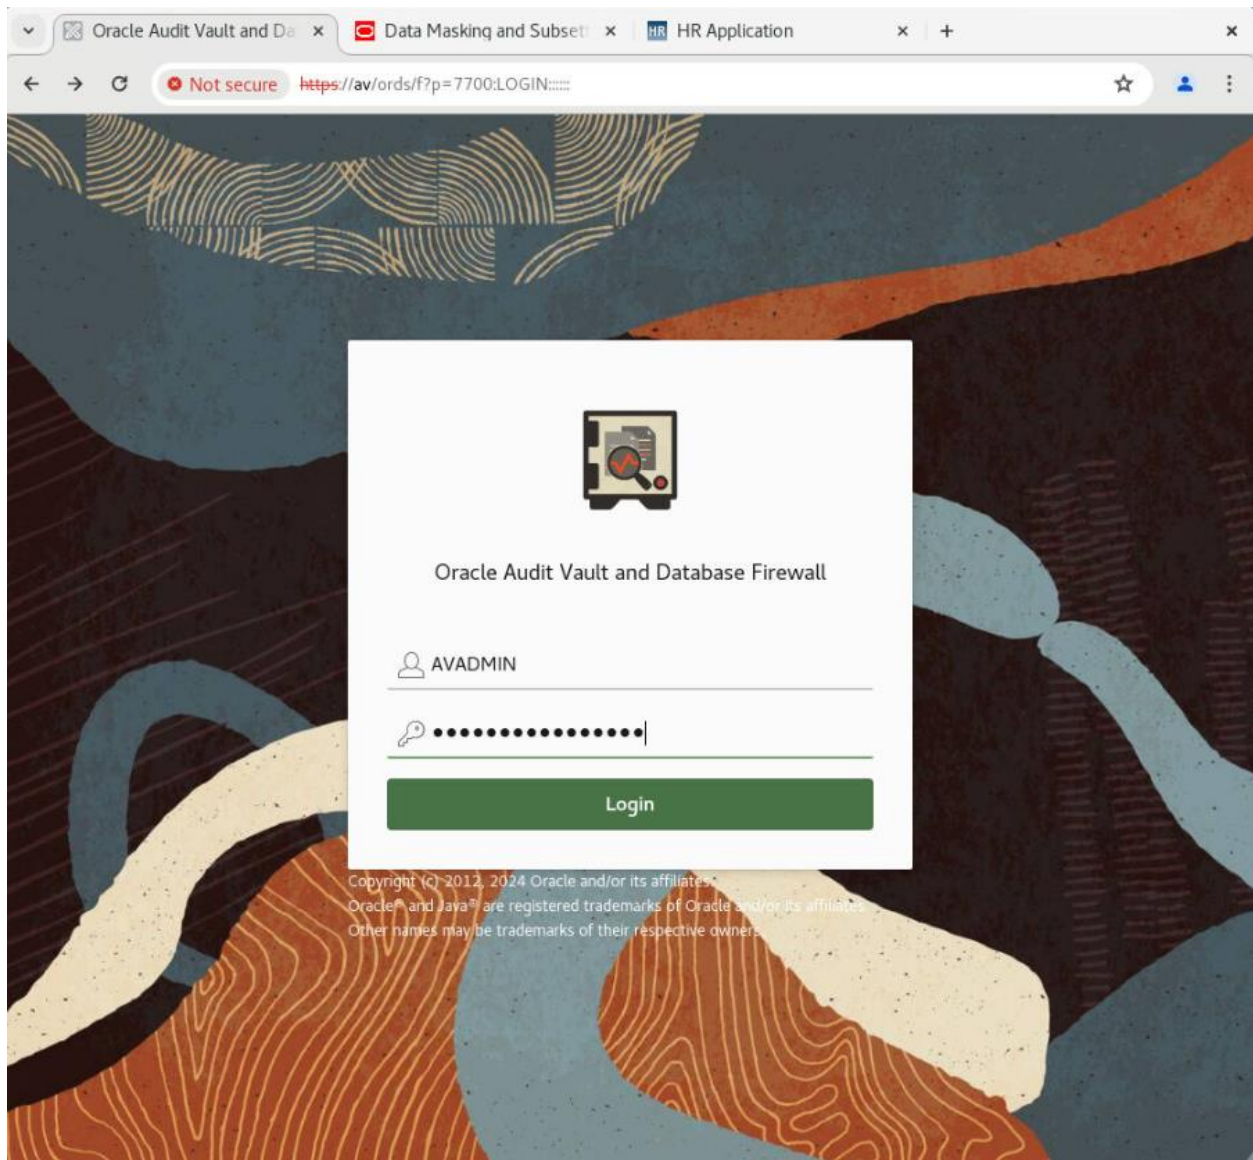 Oracle Audit Vault and Da
Data Masking and Subset
HR
HR Application
Not secure
https://av/ords/f?p=7700:LOGIN::::::
Oracle Audit Vault and Database Firewall
AVADMIN
••••••••••••••••
Login
Copyright (c) 2012, 2024 Oracle and/or its affiliates.
Oracle® and Java® are registered trademarks of Oracle and/or its affiliates.
Other names may be trademarks of their respective owners.